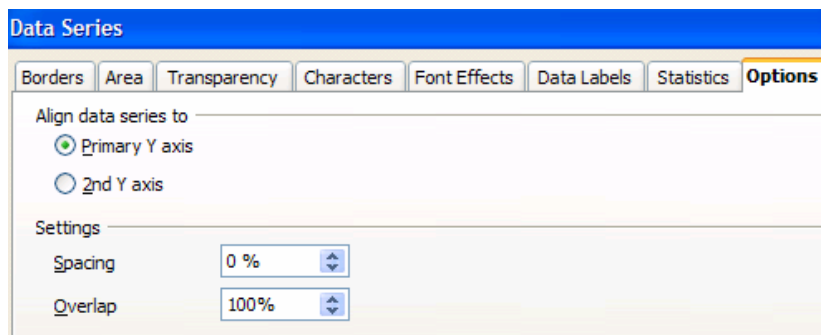 Data Series
Borders Area Transparency Characters Font Effects Data Labels Statistics Options
Align data series to
Primary Y axis
2nd Y axis
Settings
Spacing 0 %
Overlap 100%